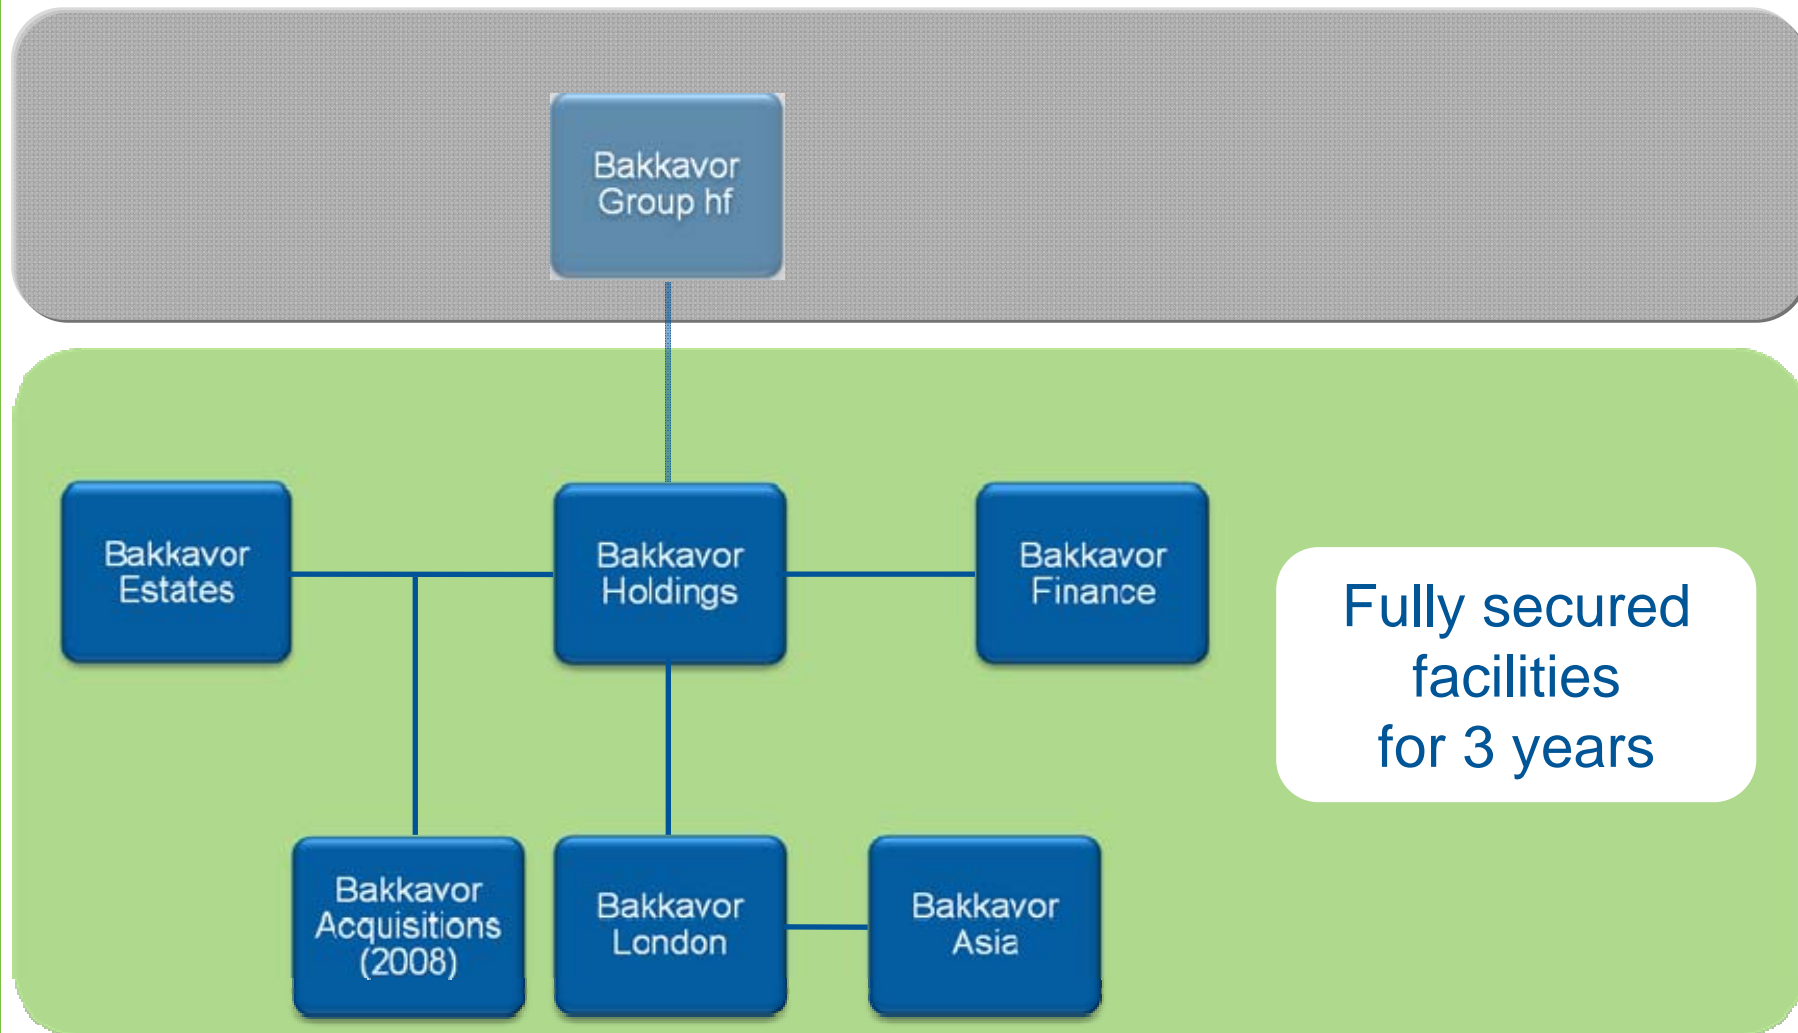 Bakkavor
Group hf
Bakkavor
Estates
Bakkavor
Holdings
Bakkavor
Finance
Fully secured
facilities
for 3 years
Bakkavor
Acquisitions
(2008)
Bakkavor
London
Bakkavor
Asia